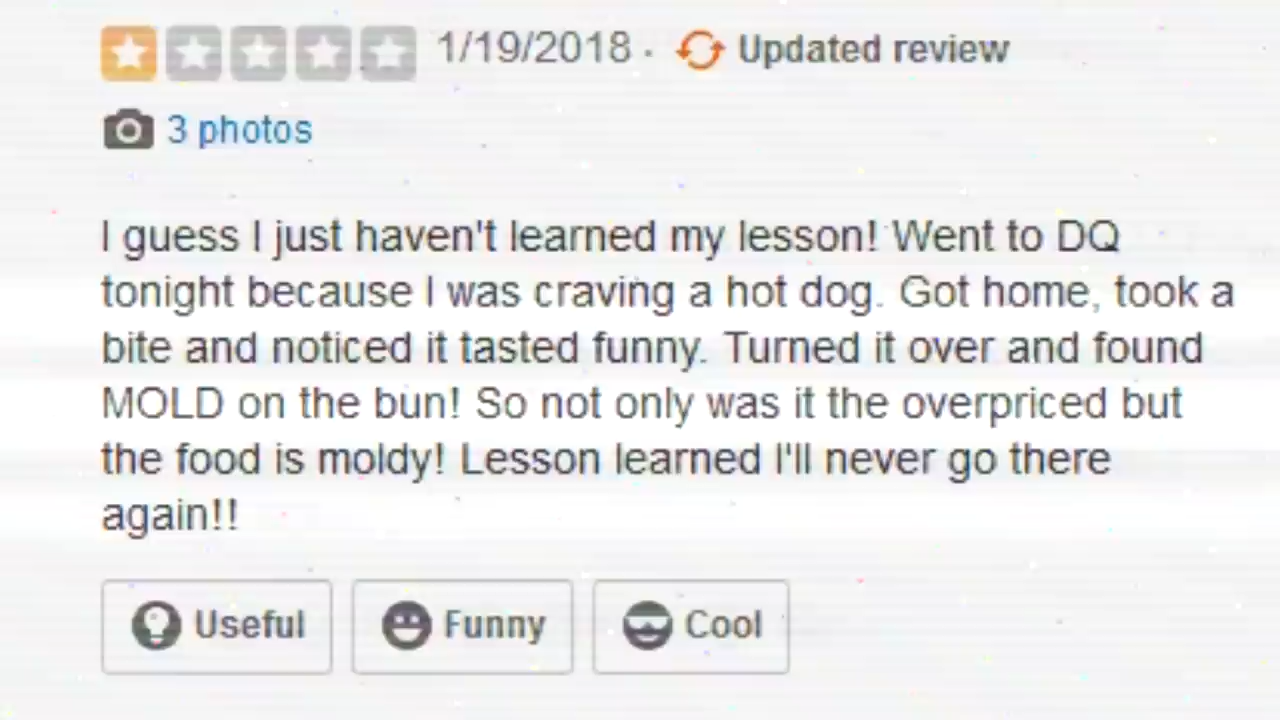 1/19/2018 · Updated review
3 photos
I guess I just haven't learned my lesson! Went to DQ
tonight because I was craving a hot dog. Got home, took a
bite and noticed it tasted funny. Turned it over and found
MOLD on the bun! So not only was it the overpriced but
the food is moldy! Lesson learned I'll never go there
again!!
Useful Funny Cool